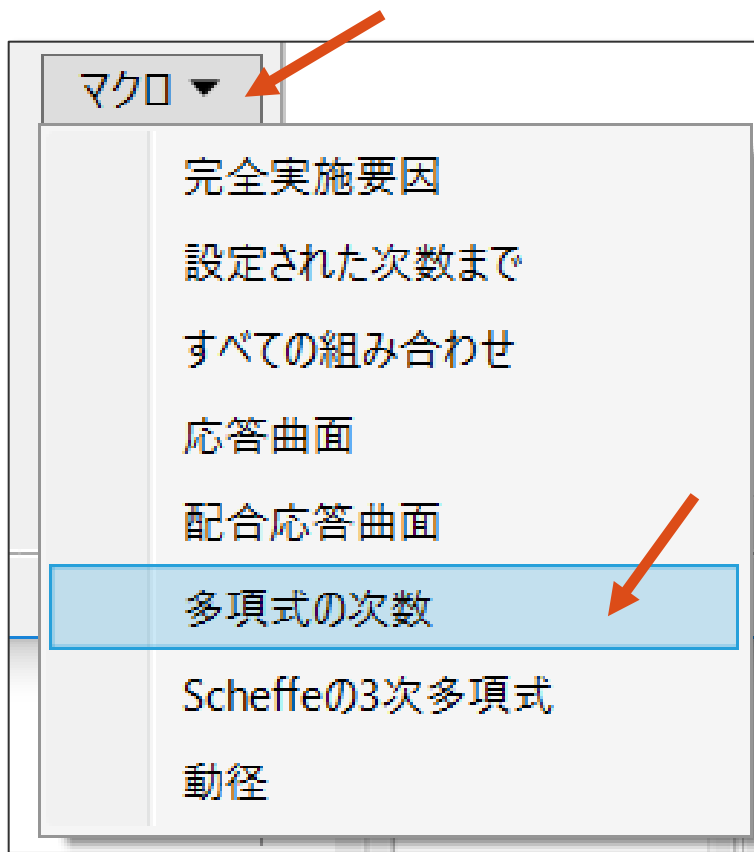 マクロ ▼
完全実施要因
設定された次数まで
すべての組み合わせ
応答曲面
配合応答曲面
多項式の次数
Scheffeの3次多項式
動径